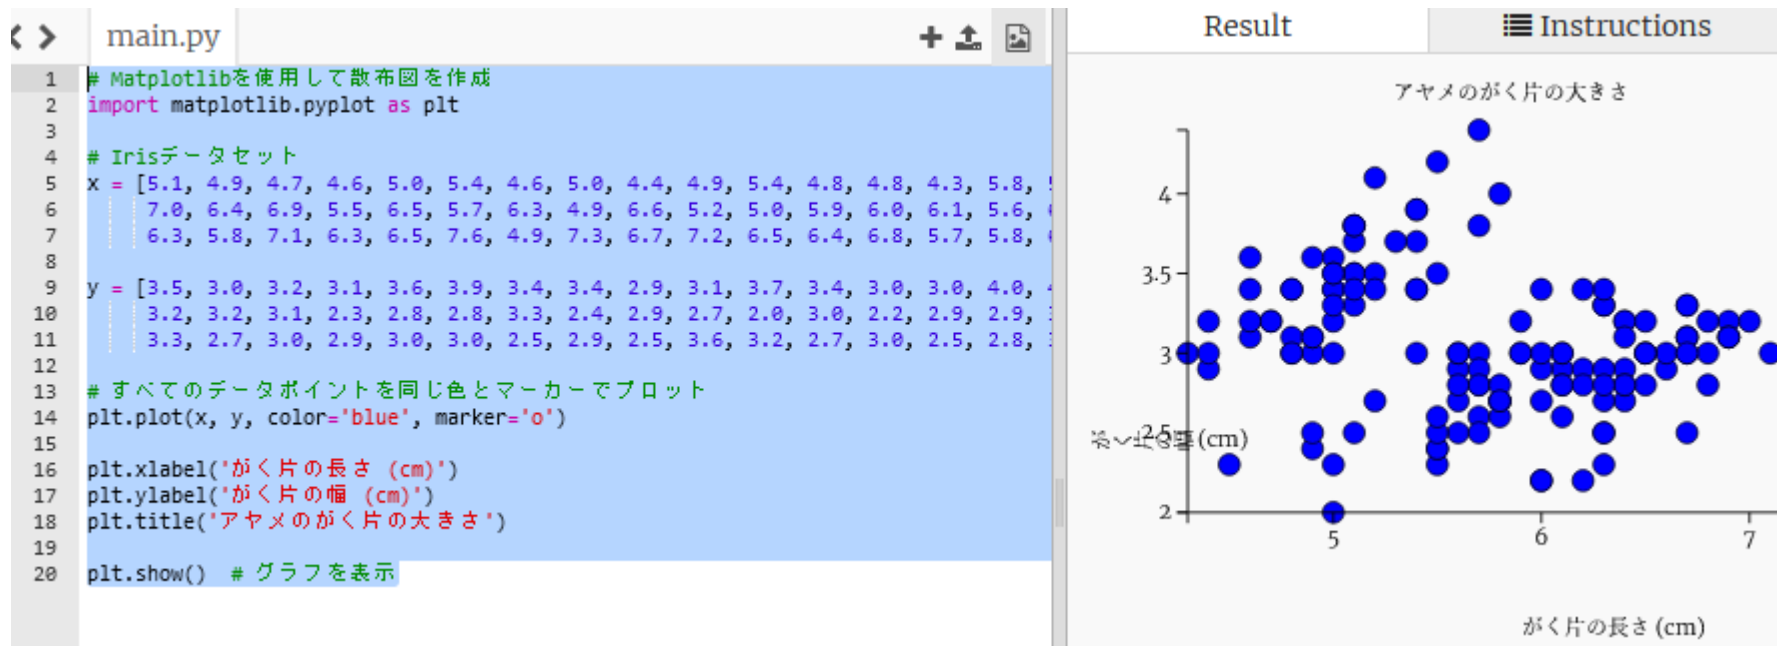 main.py
1 # Matplotlibを使用して散布図を作成
2 import matplotlib.pyplot as plt
3
4 # Irisデータセット
5 x = [5.1, 4.9, 4.7, 4.6, 5.0, 5.4, 4.6, 5.0, 4.4, 4.9, 5.4, 4.8, 4.8, 4.3, 5.8,
6 7.0, 6.4, 6.9, 5.5, 6.5, 5.7, 6.3, 4.9, 6.6, 5.2, 5.0, 5.9, 6.0, 6.1, 5.6,
7 6.3, 5.8, 7.1, 6.3, 6.5, 7.6, 4.9, 7.3, 6.7, 7.2, 6.5, 6.4, 6.8, 5.7, 5.8,
8
9 y = [3.5, 3.0, 3.2, 3.1, 3.6, 3.9, 3.4, 3.4, 2.9, 3.1, 3.7, 3.4, 3.0, 3.0, 4.0,
10 3.2, 3.2, 3.1, 2.3, 2.8, 2.8, 3.3, 2.4, 2.9, 2.7, 2.0, 3.0, 2.2, 2.9, 2.9,
11 3.3, 2.7, 3.0, 2.9, 3.0, 3.0, 2.5, 2.9, 2.5, 3.6, 3.2, 2.7, 3.0, 2.5, 2.8,
12
13 # すべてのデータポイントを同じ色とマーカーでプロット
14 plt.plot(x, y, color='blue', marker='o')
15
16 plt.xlabel('がく片の長さ (cm)')
17 plt.ylabel('がく片の幅 (cm)')
18 plt.title('アヤメのがく片の大きさ')
19
20 plt.show() # グラフを表示
Result
Instructions
アヤメのがく片の大きさ
4
3.5
3
2.5
(cm)
2
5 6 7
がく片の長さ (cm)